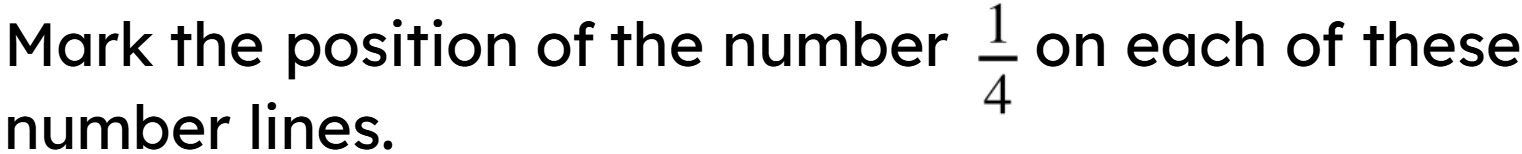 Mark the position of the number 1/4 on each of these
number lines.